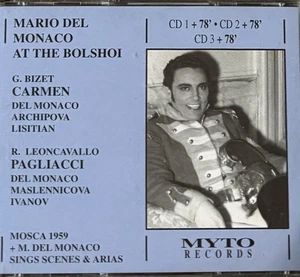 MARIO DEL
MONACO
AT THE BOLSHOI
G. BIZET
CARMEN
DEL MONACO
ARCHIPOVA
LISITIAN
R. LEONCAVALLO
PAGLIACCI
DEL MONACO
MASLENNICOVA
IVANOV
MOSCA 1959
+ M. DEL MONACO
SINGS SCENES & ARIAS
CD 1 + 78' • CD 2 + 78'
CD 3 + 78'
MYTO
RECORDS